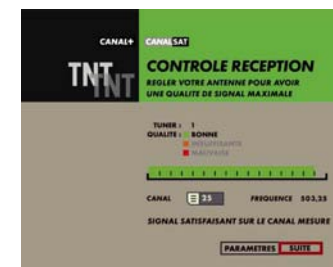 CANAL+ CANALSAT
TNT
CONTROLE RECEPTION
REGLER VOTRE ANTENNE POUR AVOIR
UNE QUALITE DE SIGNAL MAXIMALE
TUNER : 1
QUALITE : BONNE
INSUFFISANTE
MAUVAISE
CANAL 25 FREQUENCE 503,25
SIGNAL SATISFAISANT SUR LE CANAL MESURE
PARAMETRES SUITE